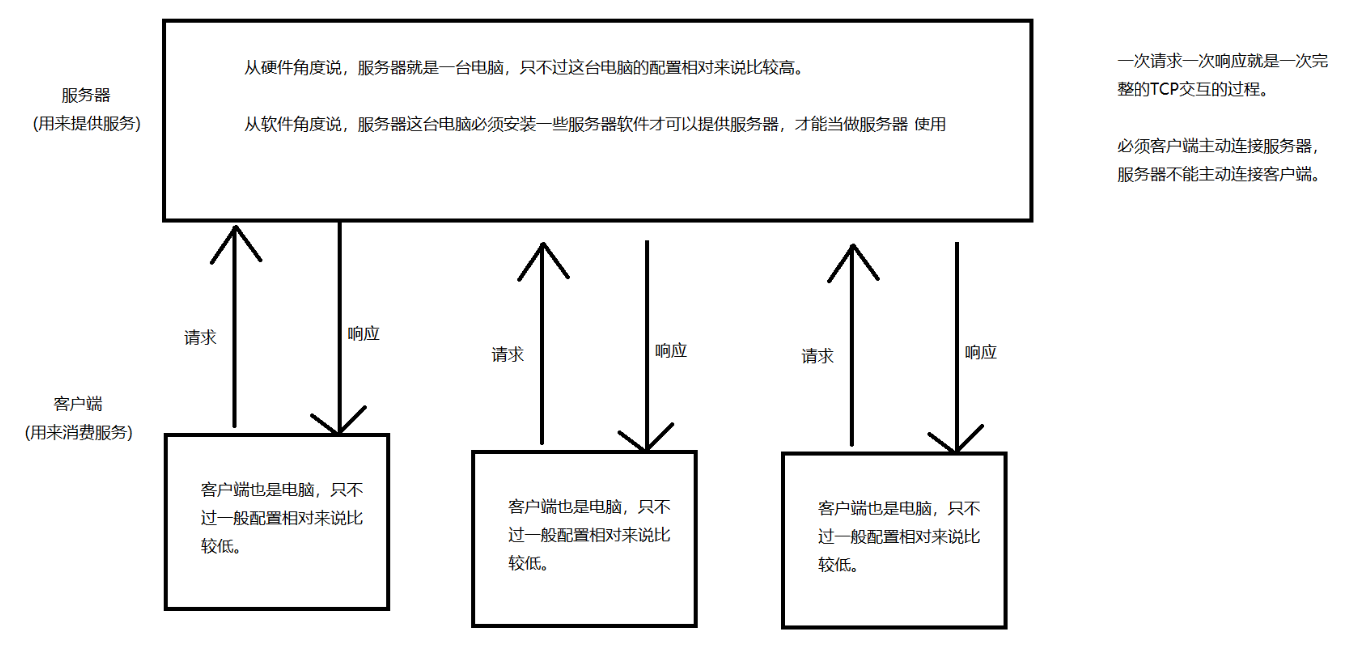 从硬件角度说，服务器就是一台电脑，只不过这台电脑的配置相对来说比较高。
服务器
(用来提供服务)
从软件角度说，服务器这台电脑必须安装一些服务器软件才可以提供服务器，才能当做服务器 使用
一次请求一次响应就是一次完
整的TCP交互的过程。
必须客户端主动连接服务器，
服务器不能主动连接客户端。
请求
响应
请求
响应
请求
响应
客户端
(用来消费服务)
客户端也是电脑，只不
过一般配置相对来说比
较低。
客户端也是电脑，只不
过一般配置相对来说比
较低。
客户端也是电脑，只不
过一般配置相对来说比
较低。